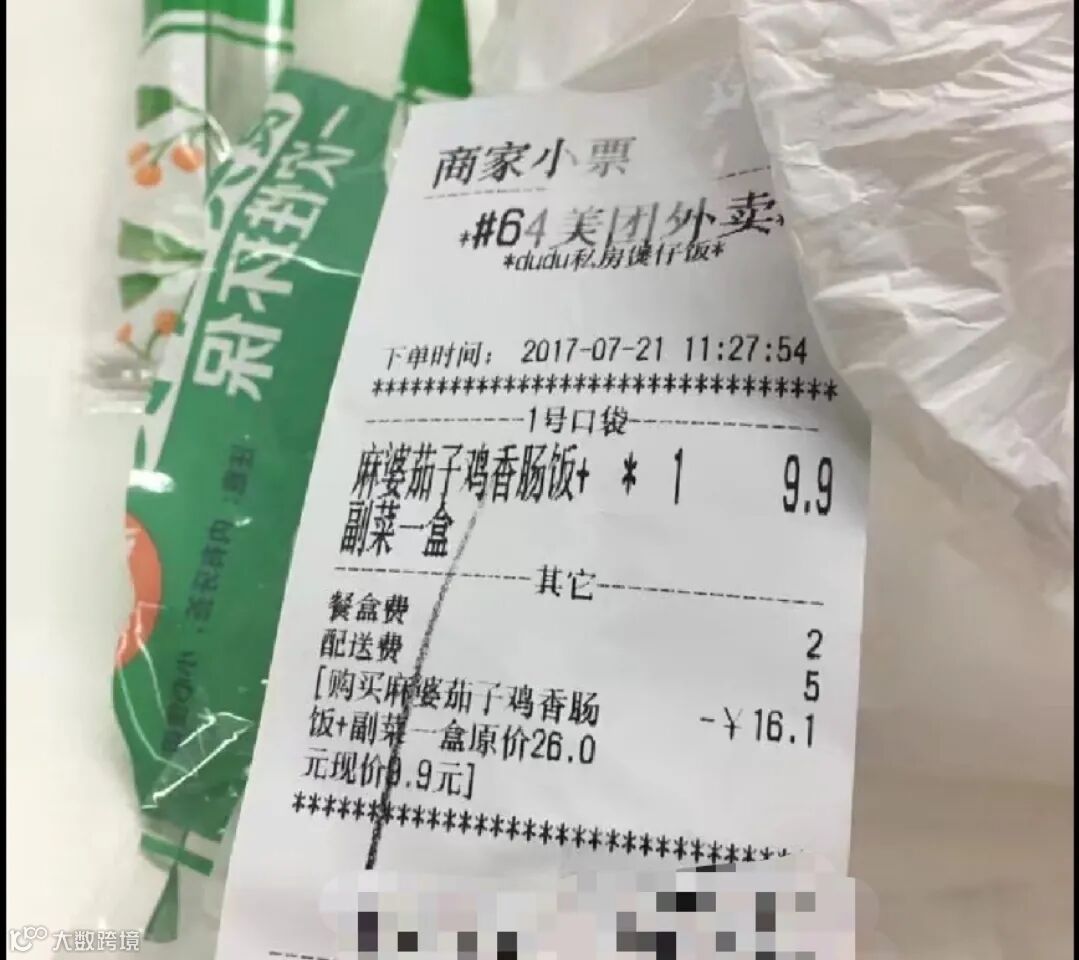 商家小票
*#64美团外卖*
*dudu私房煲仔饭*
下单时间: 2017-07-21 11:27:54
************************************
1号口袋
麻婆茄子鸡香肠饭+ * 1 9.9
副菜一盒
其它
餐盒费 2
配送费 5
[购买麻婆茄子鸡香肠 -￥16.1
饭+副菜一盒原价26.0
元现价9.9元]
************************************
大数跨境